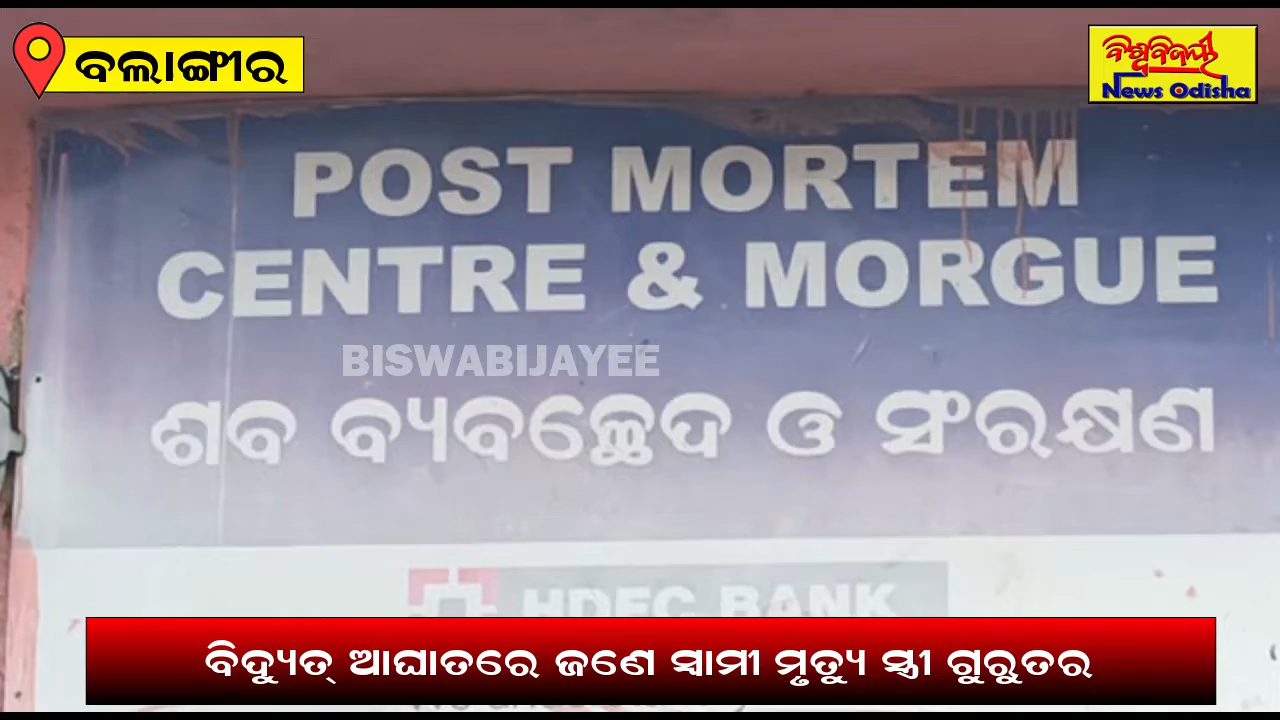 ବଲାଙ୍ଗୀର
ବିଶ୍ୱବିଜୟୀ
News Odisha
POST MORTEM
CENTRE & MORGUE
BISWABIJAYEE
ଶବ ବ୍ୟବଚ୍ଛେଦ ଓ ସଂରକ୍ଷଣ
HDFC BANK
ବିଦ୍ୟୁତ୍ ଆଘାତରେ ଜଣେ ସ୍ୱାମୀ ମୃତ୍ୟୁ ସ୍ତ୍ରୀ ଗୁରୁତର